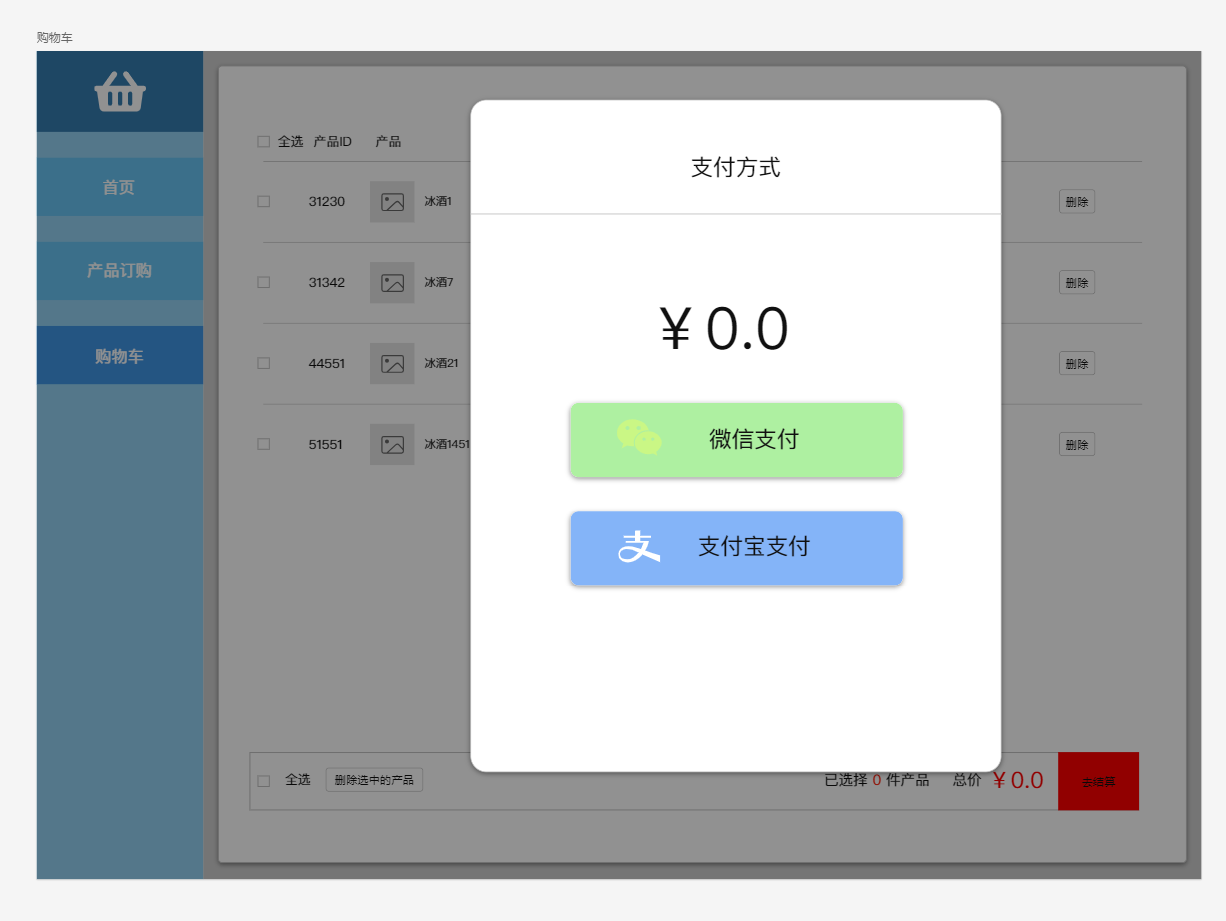 购物车
全选 产品ID 产品
支付方式
首页
31230 冰酒1 删除
产品订购
31342 冰酒7 删除
¥ 0.0
购物车
44551 冰酒21 删除
51551 冰酒1451 删除
微信支付
支 支付宝支付
全选 删除选中的产品 已选择 0 件产品 总价 ¥ 0.0 去结算